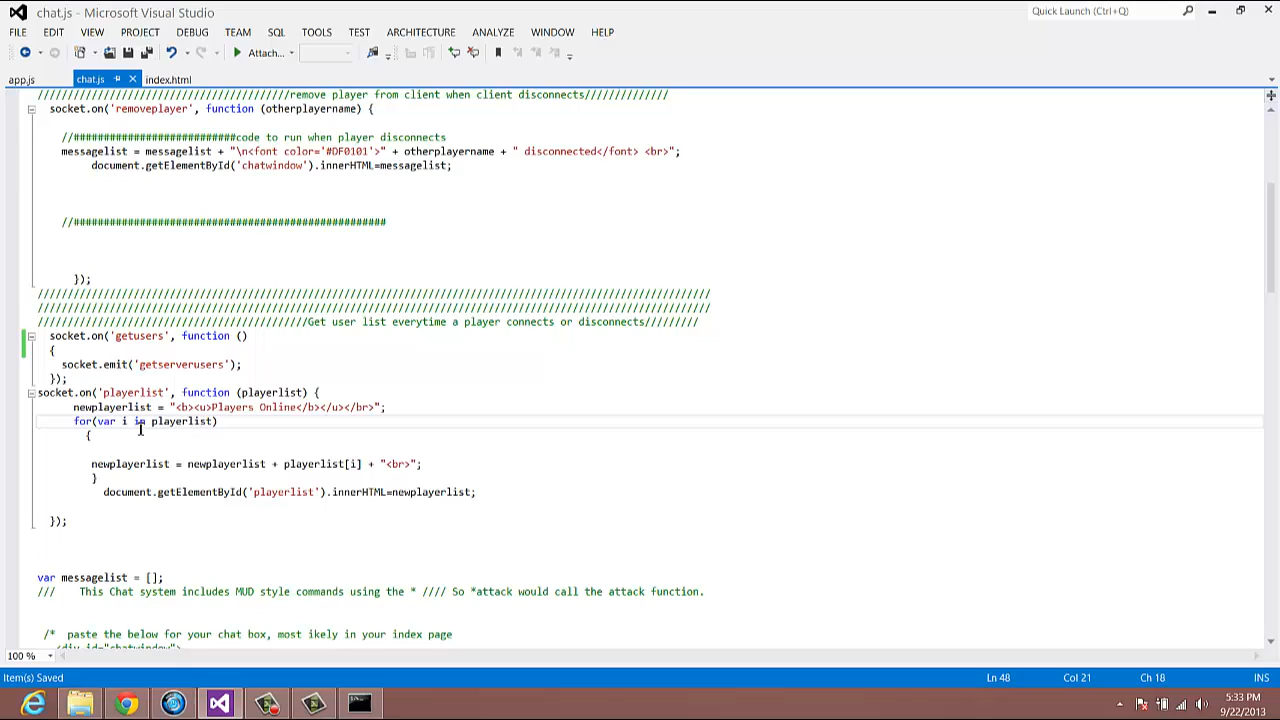 chat.js - Microsoft Visual Studio
Quick Launch (Ctrl+Q)
FILE EDIT VIEW PROJECT DEBUG TEAM SQL TOOLS TEST ARCHITECTURE ANALYZE WINDOW HELP
Attach...
app.js chat.js index.html
//////////////////////////////////////////remove player from client when client disconnects//////////////
socket.on('removeplayer', function (otherplayername) {
//###########################code to run when player disconnects
messagelist = messagelist + "\n<font color='#DF0101'>" + otherplayername + " disconnected</font> <br>";
document.getElementById('chatwindow').innerHTML=messagelist;
//####################################################
});
////////////////////////////////////////////////////////////////////////////////////////////////////////////////
////////////////////////////////////////////////////////////////////////////////////////////////////////////////
/////////////////////////////////////////////Get user list everytime a player connects or disconnects/////////
socket.on('getusers', function ()
{
socket.emit('getserverusers');
});
socket.on('playerlist', function (playerlist) {
newplayerlist = "<b><u>Players Online</b></u></br>";
for(var i in playerlist)
{
newplayerlist = newplayerlist + playerlist[i] + "<br>";
}
document.getElementById('playerlist').innerHTML=newplayerlist;
});
var messagelist = [];
/// This Chat system includes MUD style commands using the * //// So *attack would call the attack function.
/* paste the below for your chat box, most ikely in your index page
<div id="chatwindow">
100 %
Item(s) Saved Ln 48 Col 21 Ch 18 INS
5:33 PM
9/22/2013